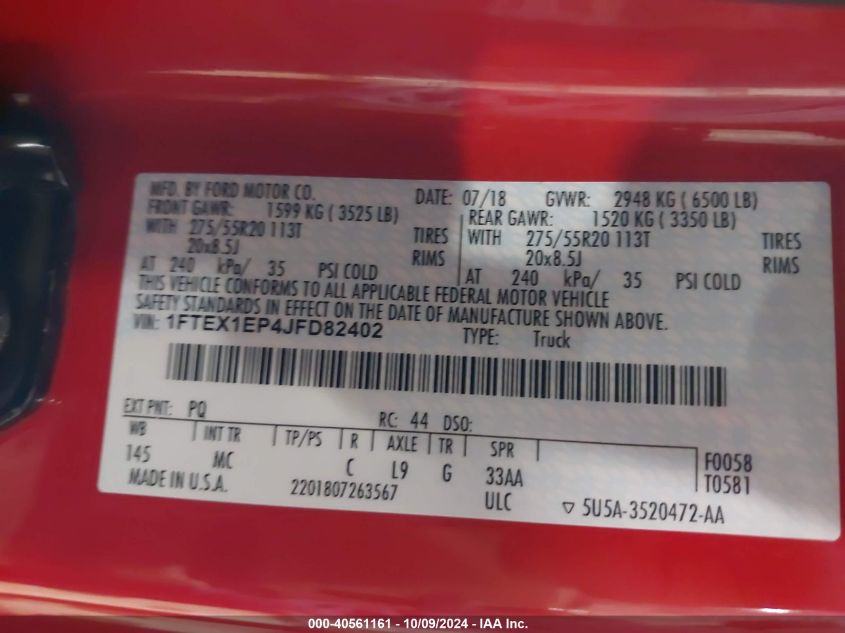 MFD. BY FORD MOTOR CO. DATE: 07/18 GVWR: 2948 KG ( 6500 LB)
FRONT GAWR: 1599 KG ( 3525 LB) REAR GAWR: 1520 KG ( 3350 LB)
WITH 275/55R20 113T TIRES WITH 275/55R20 113T TIRES
20x8.5J RIMS 20x8.5J RIMS
AT 240 kPa/ 35 PSI COLD AT 240 kPa/ 35 PSI COLD
THIS VEHICLE CONFORMS TO ALL APPLICABLE FEDERAL MOTOR VEHICLE
SAFETY STANDARDS IN EFFECT ON THE DATE OF MANUFACTURE SHOWN ABOVE.
VIN: 1FTEX1EP4JFD82402 TYPE: Truck
EXT PNT: PQ RC: 44 DSO:
WB INT TR TP/PS R AXLE TR SPR
145 MC C L9 G 33AA F0058
T0581
MADE IN U.S.A. 2201807263567 ULC ▽ 5U5A-3520472-AA
000-40561161 - 10/09/2024 - IAA Inc.